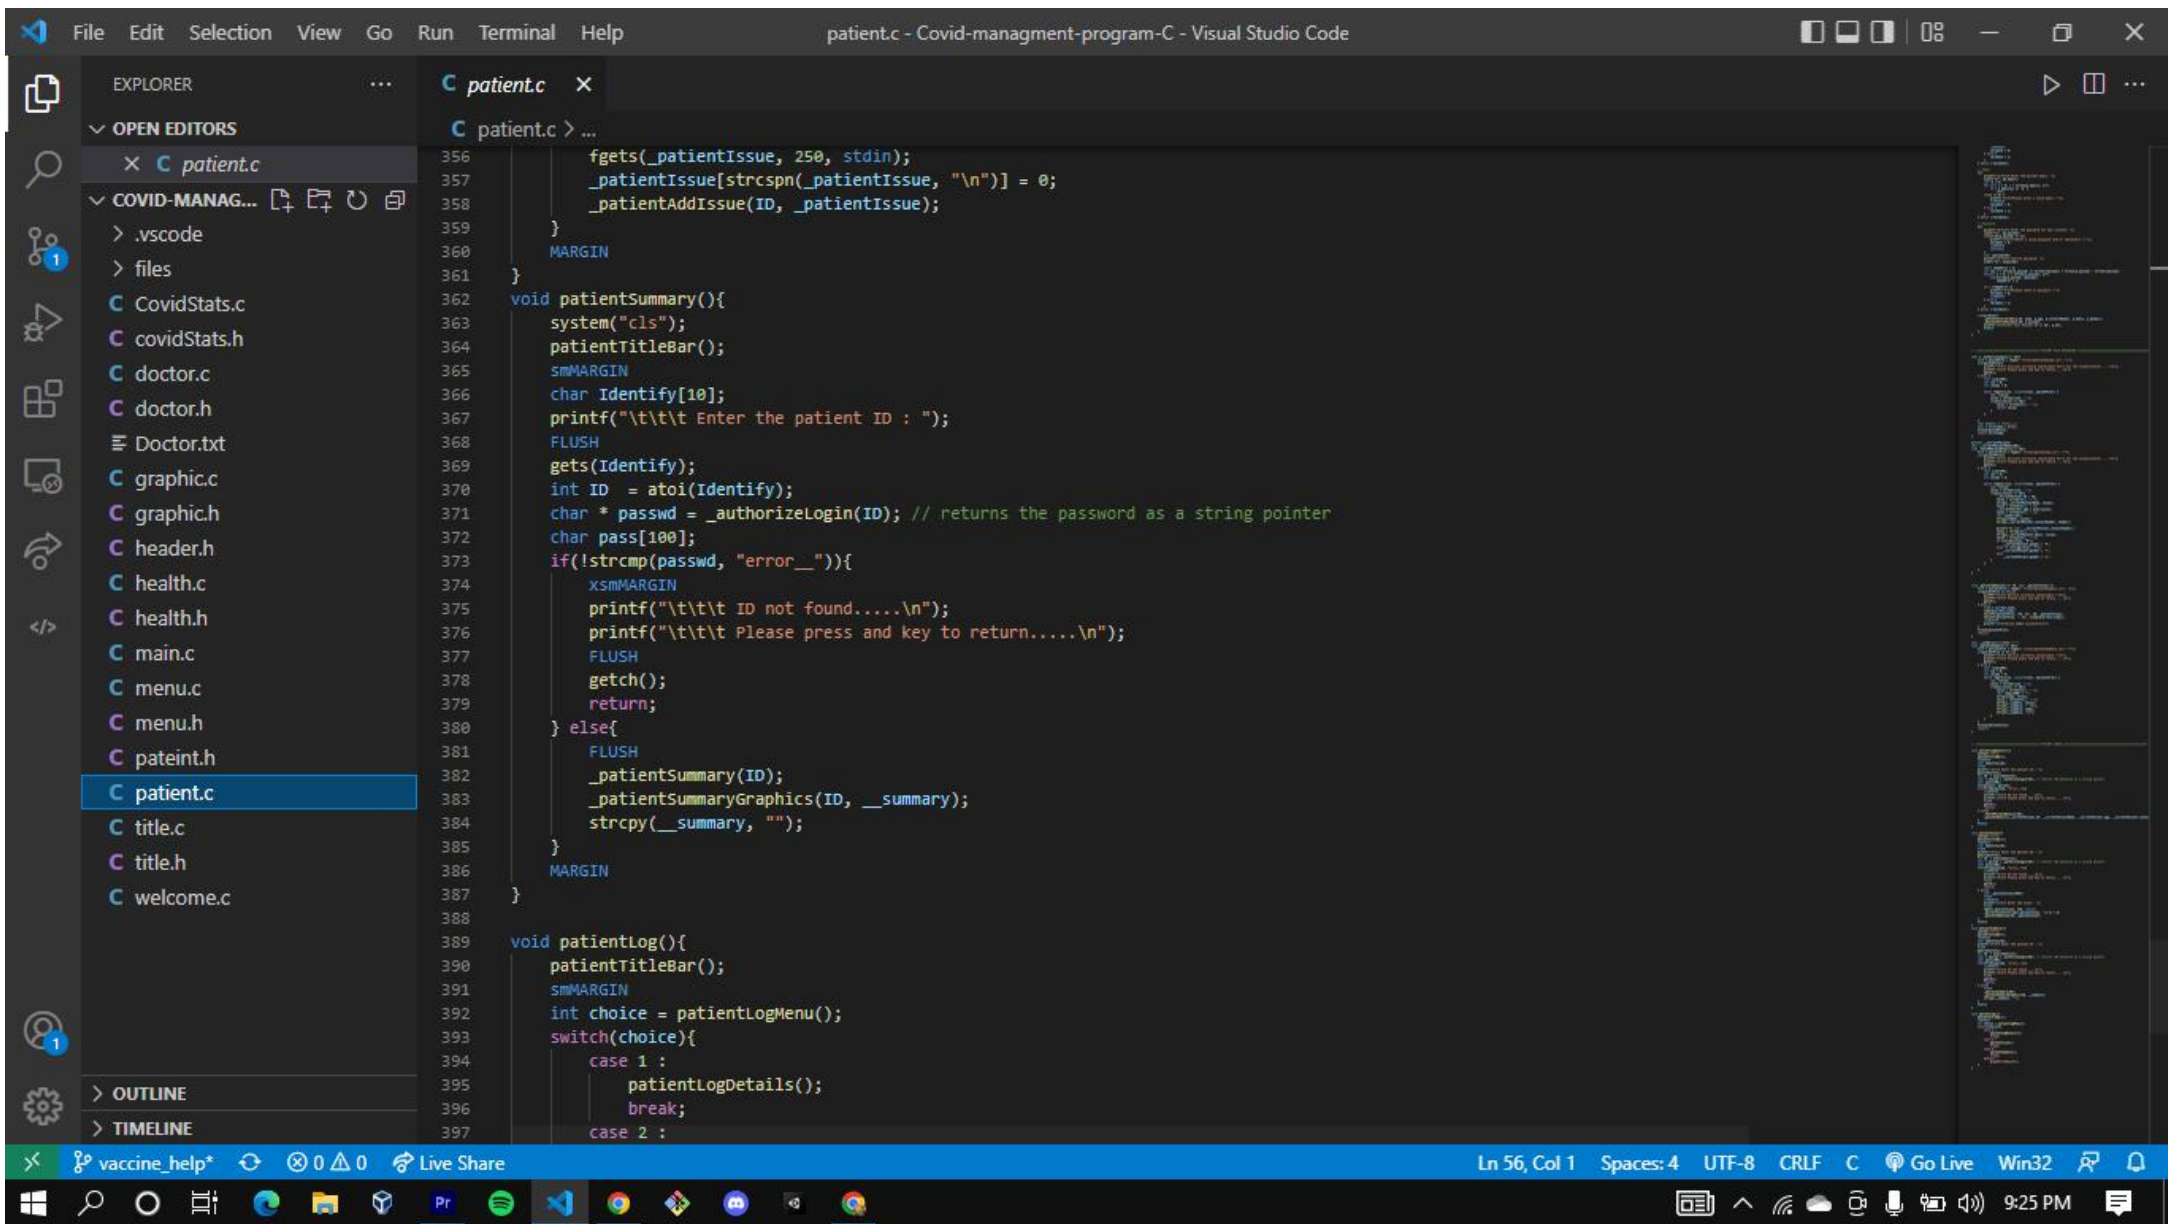 File Edit Selection View Go Run Terminal Help patient.c - Covid-managment-program-C - Visual Studio Code
EXPLORER
OPEN EDITORS
C patient.c
COVID-MANAG...
.vscode
files
C CovidStats.c
C covidStats.h
C doctor.c
C doctor.h
Doctor.txt
C graphic.c
C graphic.h
C header.h
C health.c
C health.h
C main.c
C menu.c
C menu.h
C pateint.h
C patient.c
C title.c
C title.h
C welcome.c
OUTLINE
TIMELINE
1
1
C patient.c
C patient.c > ...
356 fgets(_patientIssue, 250, stdin);
357 _patientIssue[strcspn(_patientIssue, "\n")] = 0;
358 _patientAddIssue(ID, _patientIssue);
359 }
360 MARGIN
361 }
362 void patientSummary(){
363 system("cls");
364 patientTitleBar();
365 smMARGIN
366 char Identify[10];
367 printf("\t\t\t Enter the patient ID : ");
368 FLUSH
369 gets(Identify);
370 int ID  = atoi(Identify);
371 char * passwd = _authorizeLogin(ID); // returns the password as a string pointer
372 char pass[100];
373 if(!strcmp(passwd, "error__")){
374 xsmMARGIN
375 printf("\t\t\t ID not found.....\n");
376 printf("\t\t\t Please press and key to return.....\n");
377 FLUSH
378 getch();
379 return;
380 } else{
381 FLUSH
382 _patientSummary(ID);
383 _patientSummaryGraphics(ID, __summary);
384 strcpy(__summary, "");
385 }
386 MARGIN
387 }
388
389 void patientLog(){
390 patientTitleBar();
391 smMARGIN
392 int choice = patientLogMenu();
393 switch(choice){
394 case 1 :
395 patientLogDetails();
396 break;
397 case 2 :
vaccine_help* 0 0 Live Share Ln 56, Col 1 Spaces: 4 UTF-8 CRLF C Go Live Win32
Pr 9:25 PM